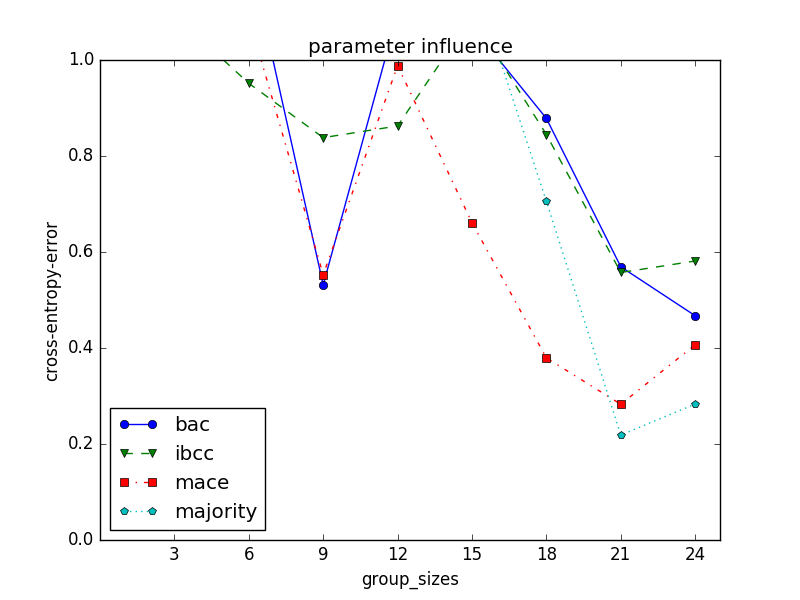 parameter influence
1.0
0.8
0.6
0.4
0.2
0.0
cross-entropy-error
bac
ibcc
mace
majority
3 6 9 12 15 18 21 24
group_sizes